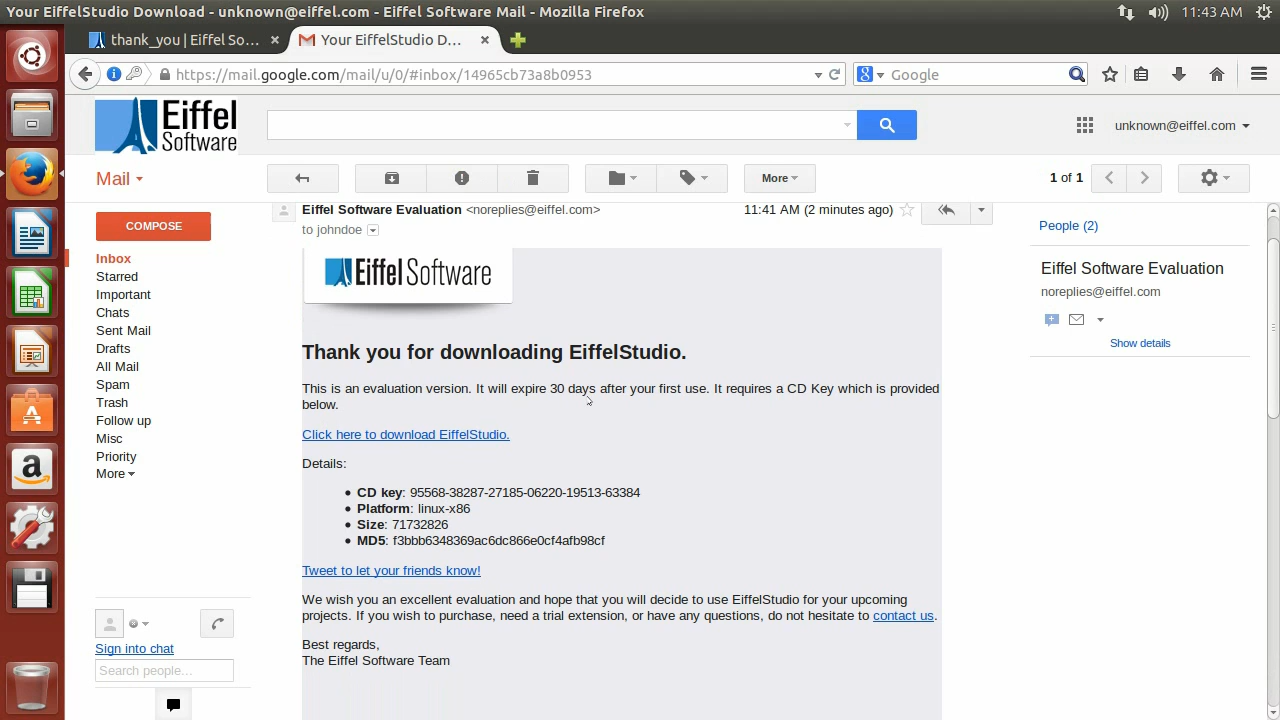 Your EiffelStudio Download - unknown@eiffel.com - Eiffel Software Mail - Mozilla Firefox
11:43 AM
thank_you | Eiffel So...
Your EiffelStudio D...
https://mail.google.com/mail/u/0/#inbox/14965cb73a8b0953
Google
Eiffel
Software
unknown@eiffel.com
Mail
More
1 of 1
COMPOSE
Inbox
Starred
Important
Chats
Sent Mail
Drafts
All Mail
Spam
Trash
Follow up
Misc
Priority
More
Sign into chat
Search people...
Eiffel Software Evaluation <noreplies@eiffel.com>
11:41 AM (2 minutes ago)
to johndoe
Eiffel Software
Thank you for downloading EiffelStudio.
This is an evaluation version. It will expire 30 days after your first use. It requires a CD Key which is provided
below.
Click here to download EiffelStudio.
Details:
CD key: 95568-38287-27185-06220-19513-63384
Platform: linux-x86
Size: 71732826
MD5: f3bbb6348369ac6dc866e0cf4afb98cf
Tweet to let your friends know!
We wish you an excellent evaluation and hope that you will decide to use EiffelStudio for your upcoming
projects. If you wish to purchase, need a trial extension, or have any questions, do not hesitate to contact us.
Best regards,
The Eiffel Software Team
People (2)
Eiffel Software Evaluation
noreplies@eiffel.com
Show details